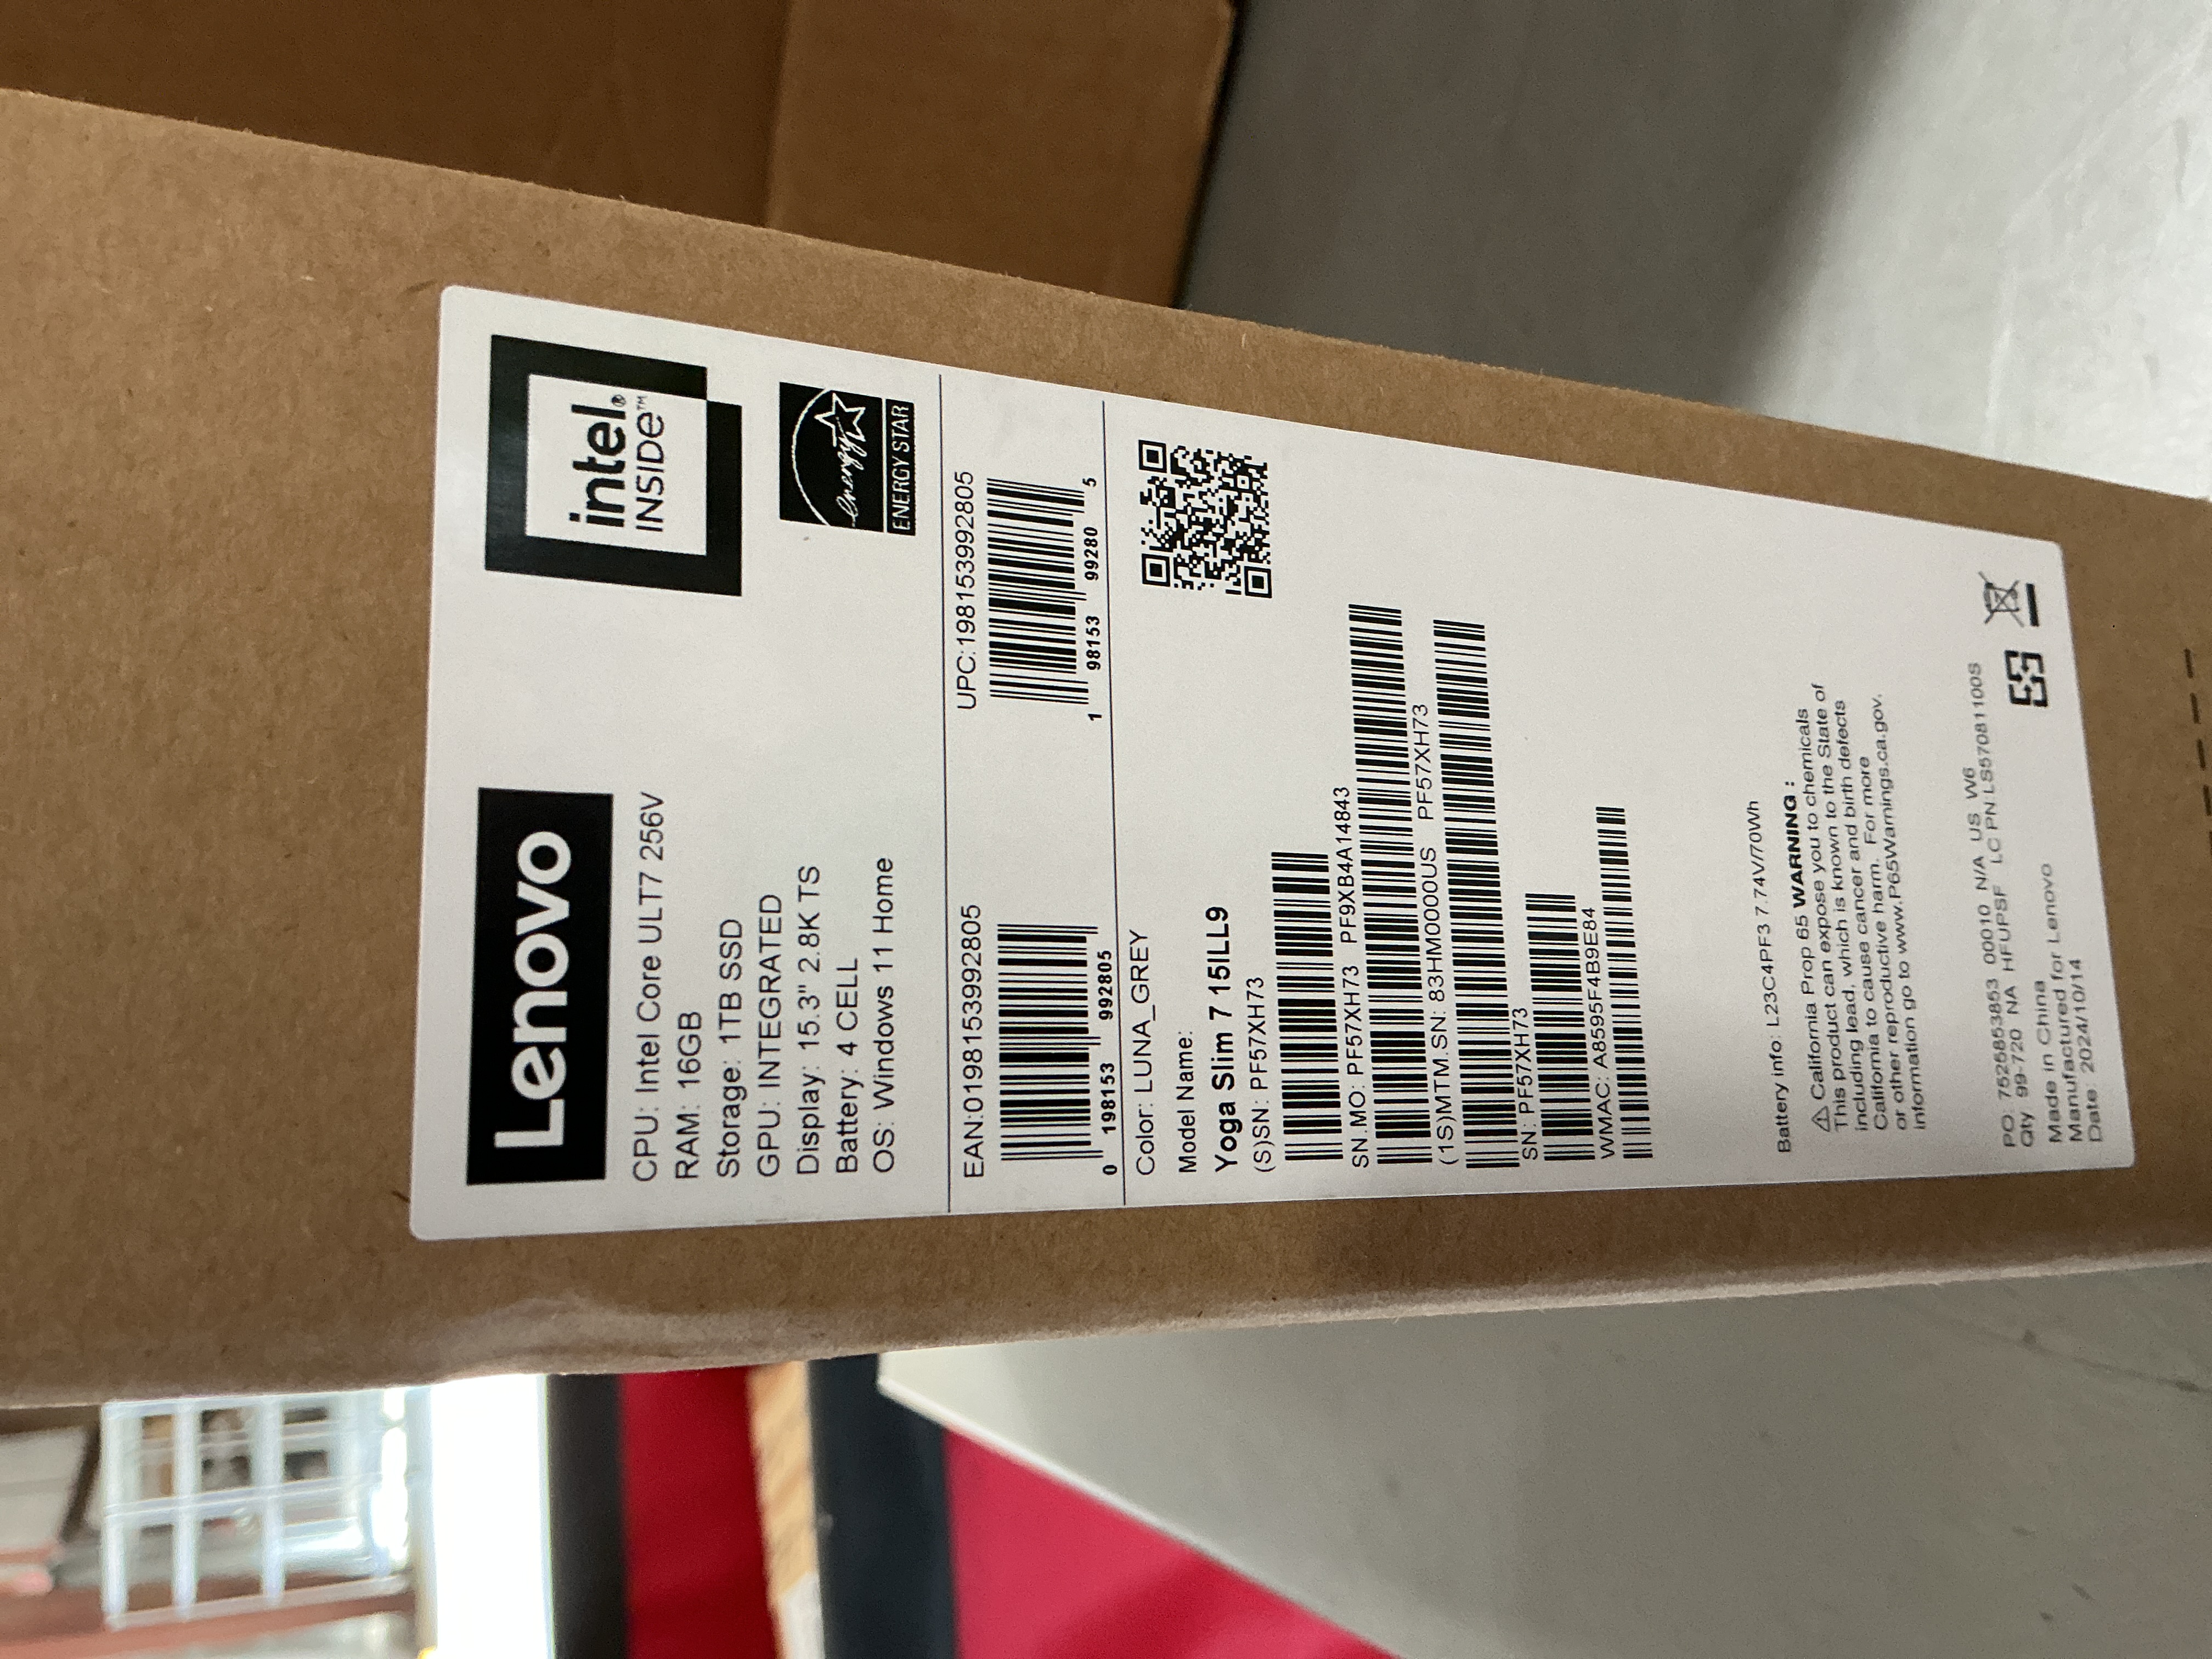 Lenovo
intel®
INSIDE™
CPU: Intel Core ULT7 256V
RAM: 16GB
Storage: 1TB SSD
GPU: INTEGRATED
Display: 15.3" 2.8K TS
Battery: 4 CELL
OS: Windows 11 Home
energy
ENERGY STAR
EAN:0198153992805
0 198153 992805
UPC:198153992805
1 98153 99280 5
Color: LUNA_GREY
Model Name:
Yoga Slim 7 15ILL9
(S)SN: PF57XH73
SN.MO: PF57XH73 PF9XB4A14843
(1S)MTM.SN: 83HM0000US PF57XH73
SN: PF57XH73
WMAC: A8595F4B9E84
Battery info: L23C4PF3 7.74V/70Wh
⚠ California Prop 65 WARNING :
This product can expose you to chemicals
including lead, which is known to the State of
California to cause cancer and birth defects
or other reproductive harm. For more
information go to www.P65Warnings.ca.gov.
PO: 7525853853 00010 N/A US W6
Qty 99-720 NA HFUPSF LC PN:LS57081100S
Made in China
Manufactured for Lenovo
Date: 2024/10/14